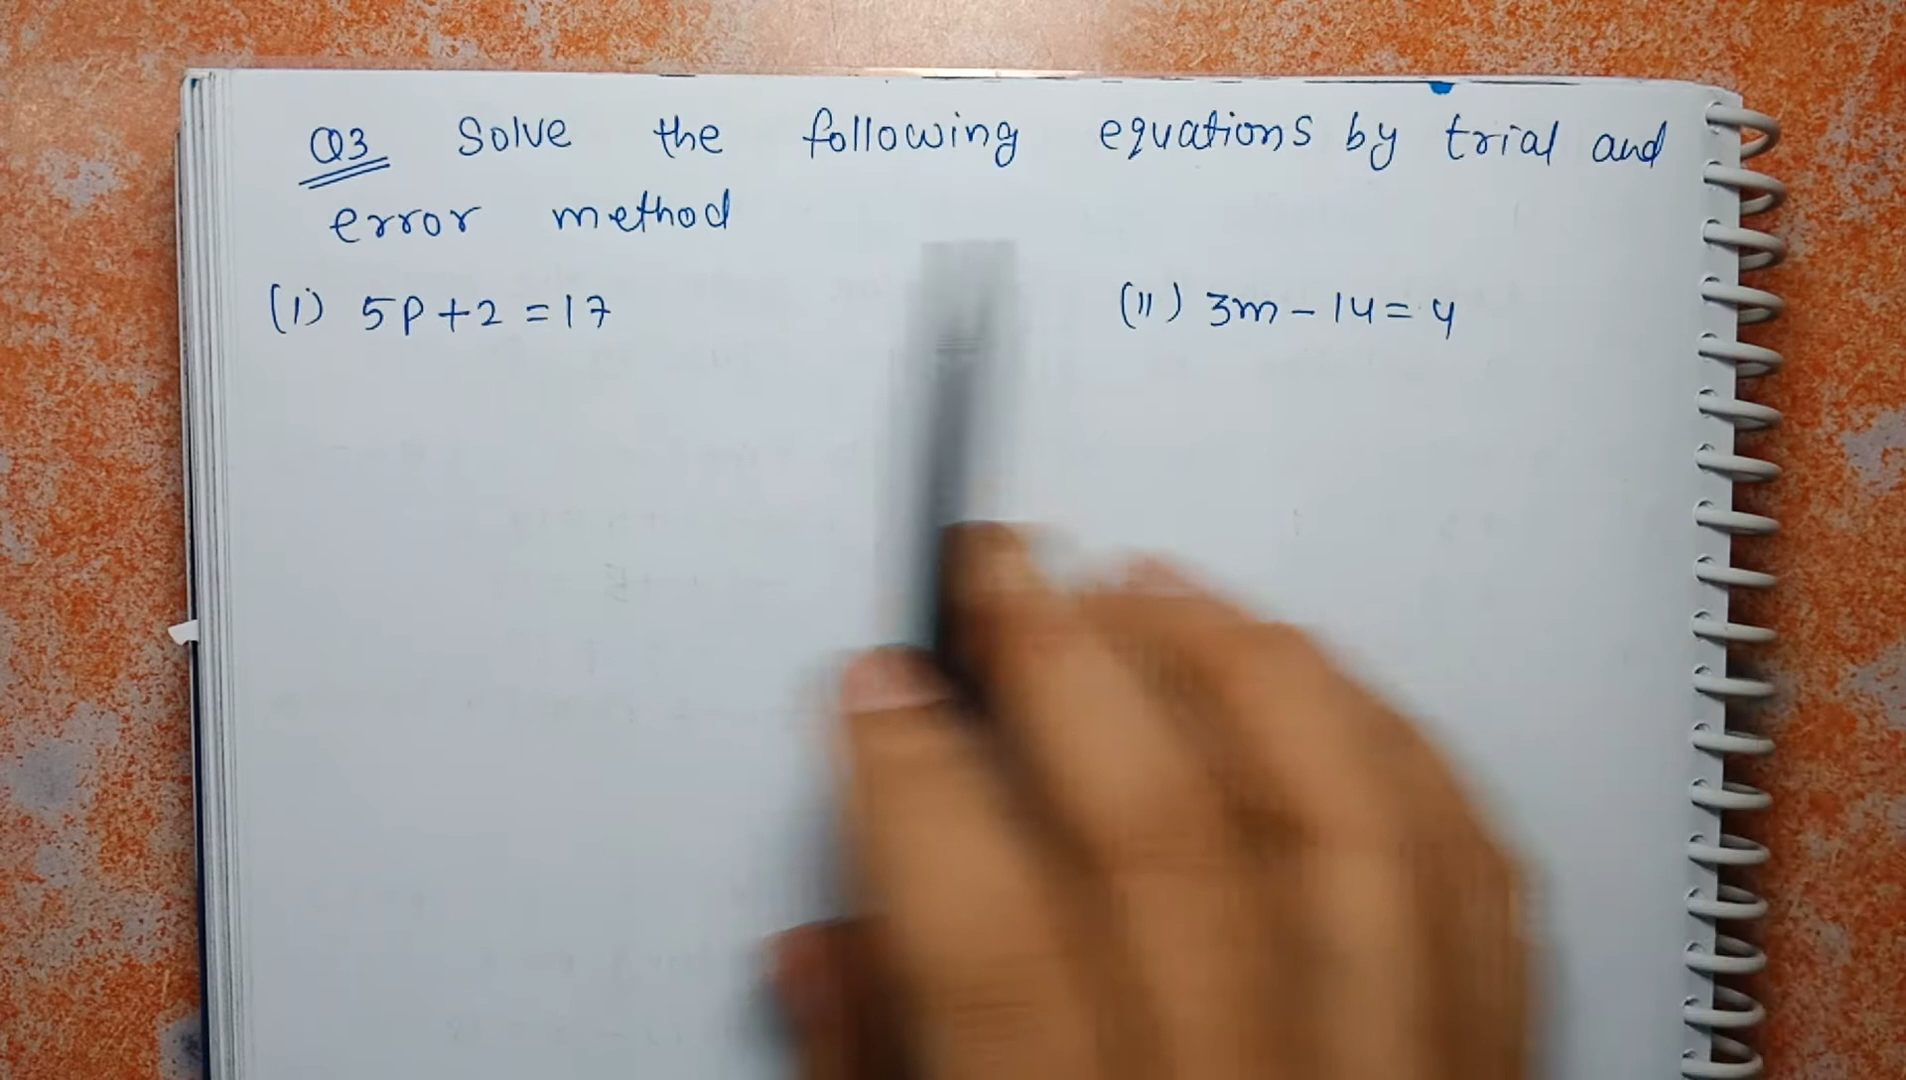 Q3 Solve the following equations by trial and
error method
(i) 5p+2=17 (ii) 3m-14=4